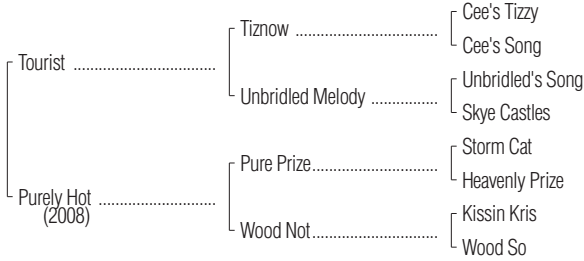 Cee's Tizzy
Tiznow ....................................
Cee's Song
Tourist ....................................
Unbridled's Song
Unbridled Melody .................
Skye Castles
Storm Cat
Pure Prize................................
Heavenly Prize
Purely Hot .............................
(2008)
Kissin Kris
Wood Not................................
Wood So